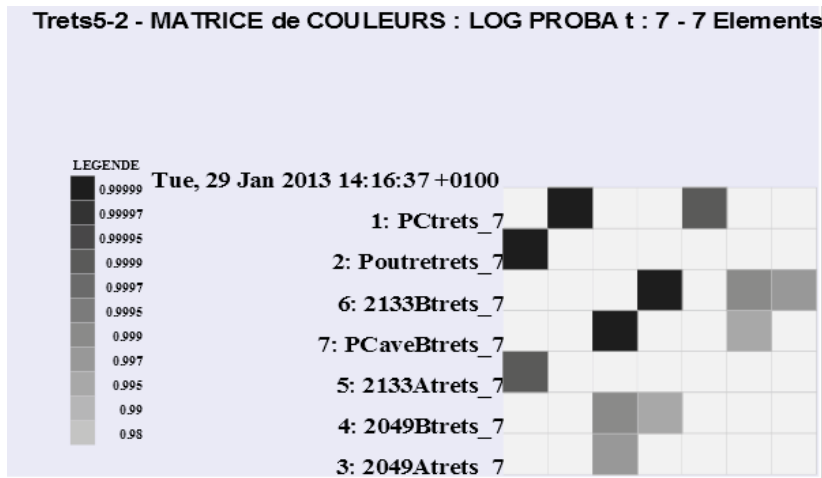 Trets5-2 - MATRICE de COULEURS : LOG PROBA t : 7 - 7 Elements
LEGENDE
0.99999
0.99997
0.99995
0.9999
0.9997
0.9995
0.999
0.997
0.995
0.99
0.98
Tue, 29 Jan 2013 14:16:37 +0100
1: PCtrets_7
2: Poutretrets_7
6: 2133Btrets_7
7: PCaveBtrets_7
5: 2133Atrets_7
4: 2049Btrets_7
3: 2049Atrets_7